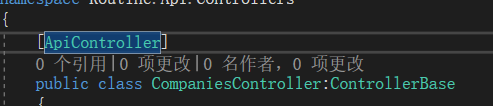 namespace Routine.Api.Controllers
{
[ApiController]
0 个引用|0 项更改|0 名作者, 0 项更改
public class CompaniesController:ControllerBase
{